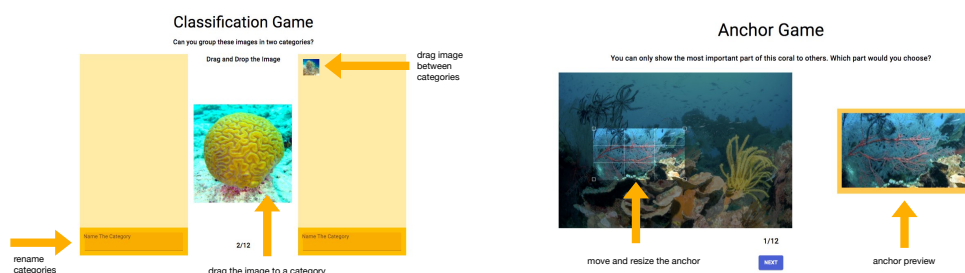 Classification Game
Can you group these images in two categories?
Drag and Drop the Image
drag image
between
categories
Name The Category
2/12
Name The Category
rename
categories
drag the image to a category
Anchor Game
You can only show the most important part of this coral to others. Which part would you choose?
1/12
move and resize the anchor
NEXT
anchor preview